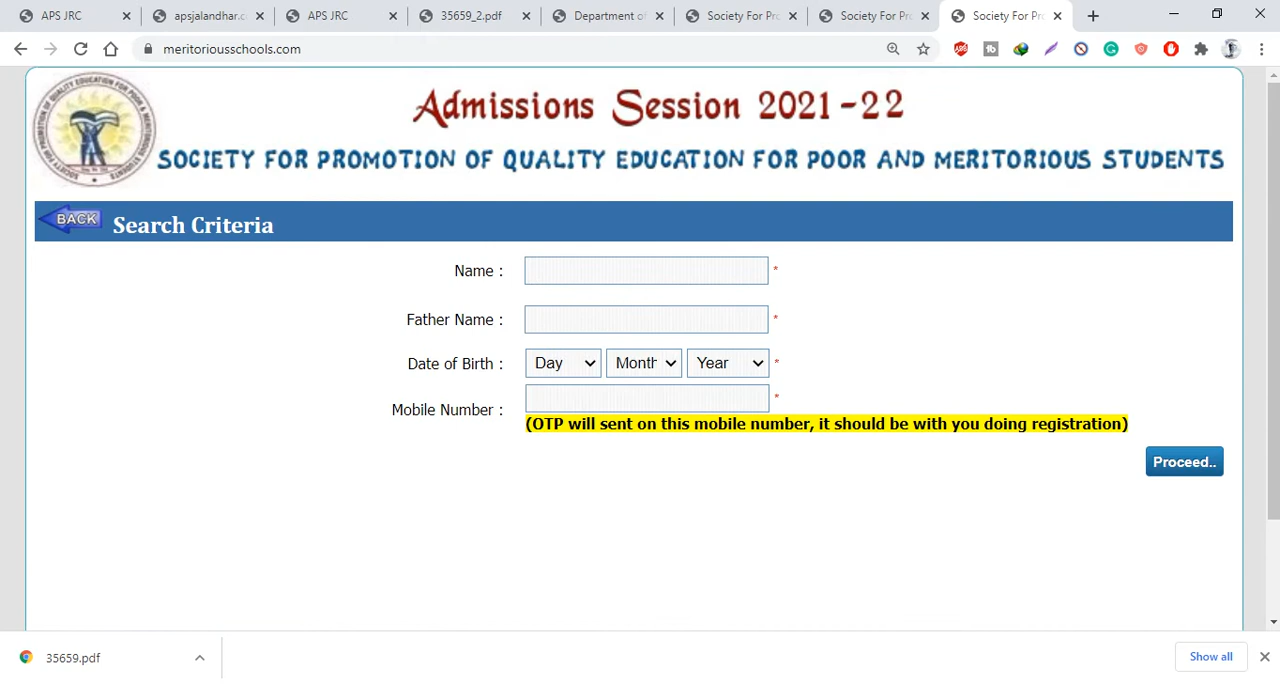 APS JRC
apsjalandhar.c
APS JRC
35659_2.pdf
Department o
Society For Pro
Society For Pro
Society For Pro
meritoriousschools.com
Admissions Session 2021-22
SOCIETY FOR PROMOTION OF QUALITY EDUCATION FOR POOR AND MERITORIOUS STUDENTS
BACK
Search Criteria
Name :
*
Father Name :
*
Date of Birth :
Day
Month
Year
*
Mobile Number :
*
(OTP will sent on this mobile number, it should be with you doing registration)
Proceed..
35659.pdf
Show all